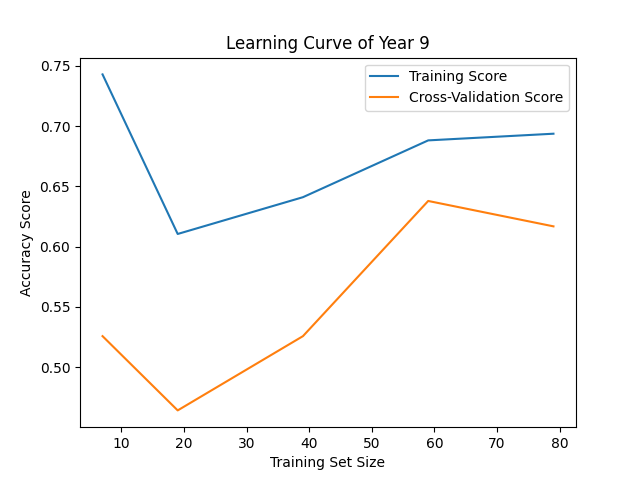 Learning Curve of Year 9
Training Score
Cross-Validation Score
0.75
0.70
0.65
0.60
0.55
0.50
Accuracy Score
10 20 30 40 50 60 70 80
Training Set Size